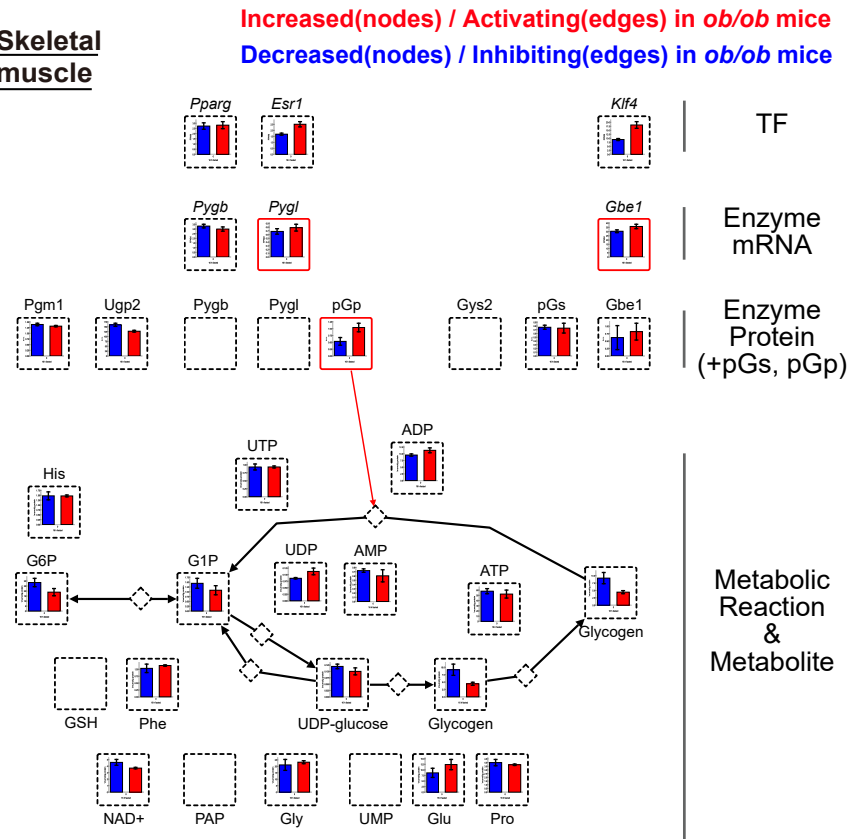 Increased(nodes) / Activating(edges) in ob/ob mice
Decreased(nodes) / Inhibiting(edges) in ob/ob mice
Skeletal
muscle
Pparg Esr1 Klf4
TF
Pygb Pygl Gbe1
Enzyme
mRNA
Pgm1 Ugp2 Pygb Pygl pGp Gys2 pGs Gbe1
Enzyme
Protein
(+pGs, pGp)
ADP
UTP
His
G6P G1P UDP AMP ATP
Glycogen
Metabolic
Reaction
&
Metabolite
GSH Phe UDP-glucose Glycogen
NAD+ PAP Gly UMP Glu Pro